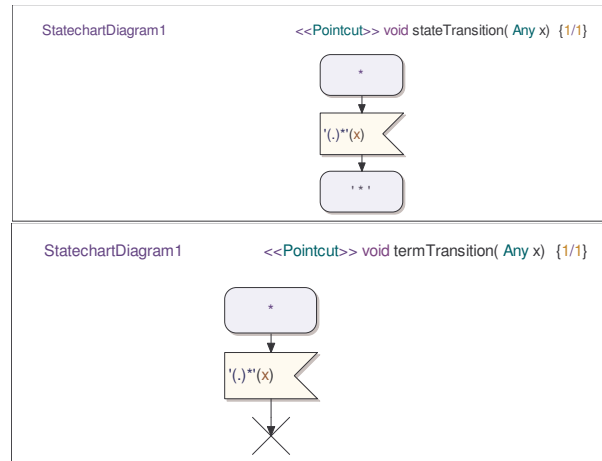 StatechartDiagram1 <<Pointcut>> void stateTransition( Any x) {1/1}
*
'(.)*'(x)
' * '
StatechartDiagram1 <<Pointcut>> void termTransition( Any x) {1/1}
*
'(.)*'(x)